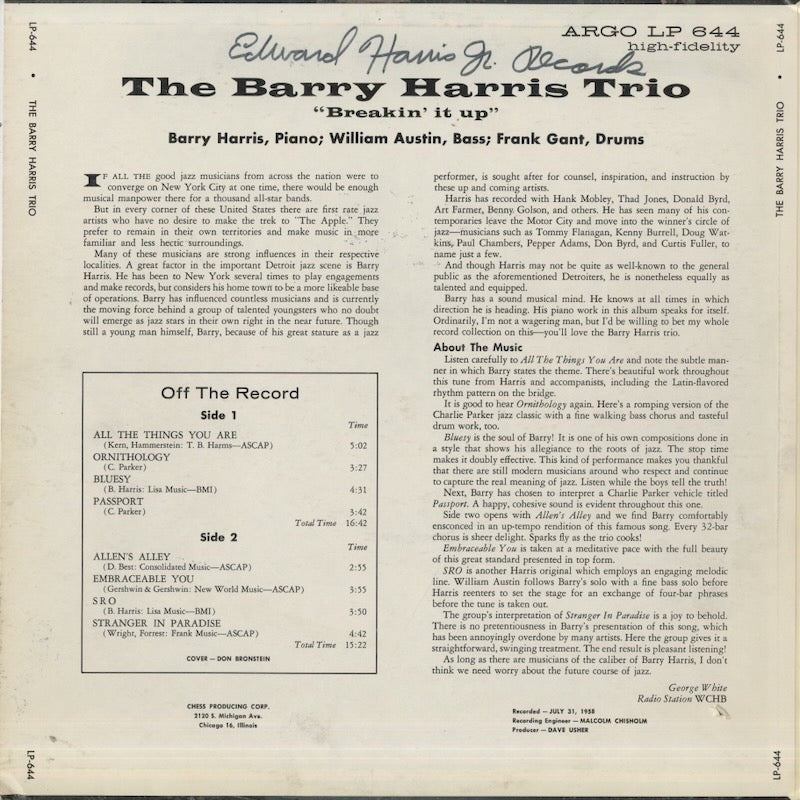 ARGO LP 644
high-fidelity
Edward Harris Jr. Records
The Barry Harris Trio
"Breakin' it up"
Barry Harris, Piano; William Austin, Bass; Frank Gant, Drums
IF ALL THE good jazz musicians from across the nation were to
converge on New York City at one time, there would be enough
musical manpower there for a thousand all-star bands.
But in every corner of these United States there are first rate jazz
artists who have no desire to make the trek to "The Apple." They
prefer to remain in their own territories and make music in more
familiar and less hectic surroundings.
Many of these musicians are strong influences in their respective
localities. A great factor in the important Detroit jazz scene is Barry
Harris. He has been to New York several times to play engagements
and make records, but considers his home town to be a more likeable base
of operations. Barry has influenced countless musicians and is currently
the moving force behind a group of talented youngsters who no doubt
will emerge as jazz stars in their own right in the near future. Though
still a young man himself, Barry, because of his great stature as a jazz
performer, is sought after for counsel, inspiration, and instruction by
these up and coming artists.
Harris has recorded with Hank Mobley, Thad Jones, Donald Byrd,
Art Farmer, Benny Golson, and others. He has seen many of his con-
temporaries leave the Motor City and move into the winner's circle of
jazz—musicians such as Tommy Flanagan, Kenny Burrell, Doug Wat-
kins, Paul Chambers, Pepper Adams, Don Byrd, and Curtis Fuller, to
name just a few.
And though Harris may not be quite as well-known to the general
public as the aforementioned Detroiters, he is nonetheless equally as
talented and equipped.
Barry has a sound musical mind. He knows at all times in which
direction he is heading. His piano work in this album speaks for itself.
Ordinarily, I'm not a wagering man, but I'd be willing to bet my whole
record collection on this—you'll love the Barry Harris trio.
About The Music
Listen carefully to All The Things You Are and note the subtle man-
ner in which Barry states the theme. There's beautiful work throughout
this tune from Harris and accompanists, including the Latin-flavored
rhythm pattern on the bridge.
It is good to hear Ornithology again. Here's a romping version of the
Charlie Parker jazz classic with a fine walking bass chorus and tasteful
drum work, too.
Bluesy is the soul of Barry! It is one of his own compositions done in
a style that shows his allegiance to the roots of jazz. The stop time
makes it doubly effective. This kind of performance makes you thankful
that there are still modern musicians around who respect and continue
to capture the real meaning of jazz. Listen while the boys tell the truth!
Next, Barry has chosen to interpret a Charlie Parker vehicle titled
Passport. A happy, cohesive sound is evident throughout this one.
Side two opens with Allen's Alley and we find Barry comfortably
ensconced in an up-tempo rendition of this famous song. Every 32-bar
chorus is sheer delight. Sparks fly as the trio cooks!
Embraceable You is taken at a meditative pace with the full beauty
of this great standard presented in top form.
SRO is another Harris original which employs an engaging melodic
line. William Austin follows Barry's solo with a fine bass solo before
Harris reenters to set the stage for an exchange of four-bar phrases
before the tune is taken out.
The group's interpretation of Stranger In Paradise is a joy to behold.
There is no pretentiousness in Barry's presentation of this song, which
has been annoyingly overdone by many artists. Here the group gives it a
straightforward, swinging treatment. The end result is pleasant listening!
As long as there are musicians of the caliber of Barry Harris, I don't
think we need worry about the future course of jazz.
George White
Radio Station WCHB
Off The Record
Side 1
Time
ALL THE THINGS YOU ARE
(Kern, Hammerstein: T. B. Harms—ASCAP) 5:02
ORNITHOLOGY
(C. Parker) 3:27
BLUESY
(B. Harris: Lisa Music—BMI) 4:31
PASSPORT
(C. Parker) 3:42
Total Time 16:42
Side 2
Time
ALLEN'S ALLEY
(D. Best: Consolidated Music—ASCAP) 2:55
EMBRACEABLE YOU
(Gershwin & Gershwin: New World Music—ASCAP) 3:55
S R O
(B. Harris: Lisa Music—BMI) 3:50
STRANGER IN PARADISE
(Wright, Forrest: Frank Music—ASCAP) 4:42
Total Time 15:22
COVER — DON BRONSTEIN
CHESS PRODUCING CORP.
2120 S. Michigan Ave.
Chicago 16, Illinois
Recorded — JULY 31, 1958
Recording Engineer — MALCOLM CHISHOLM
Producer — DAVE USHER
LP-644 • THE BARRY HARRIS TRIO
LP-644
LP-644 • THE BARRY HARRIS TRIO
LP-644